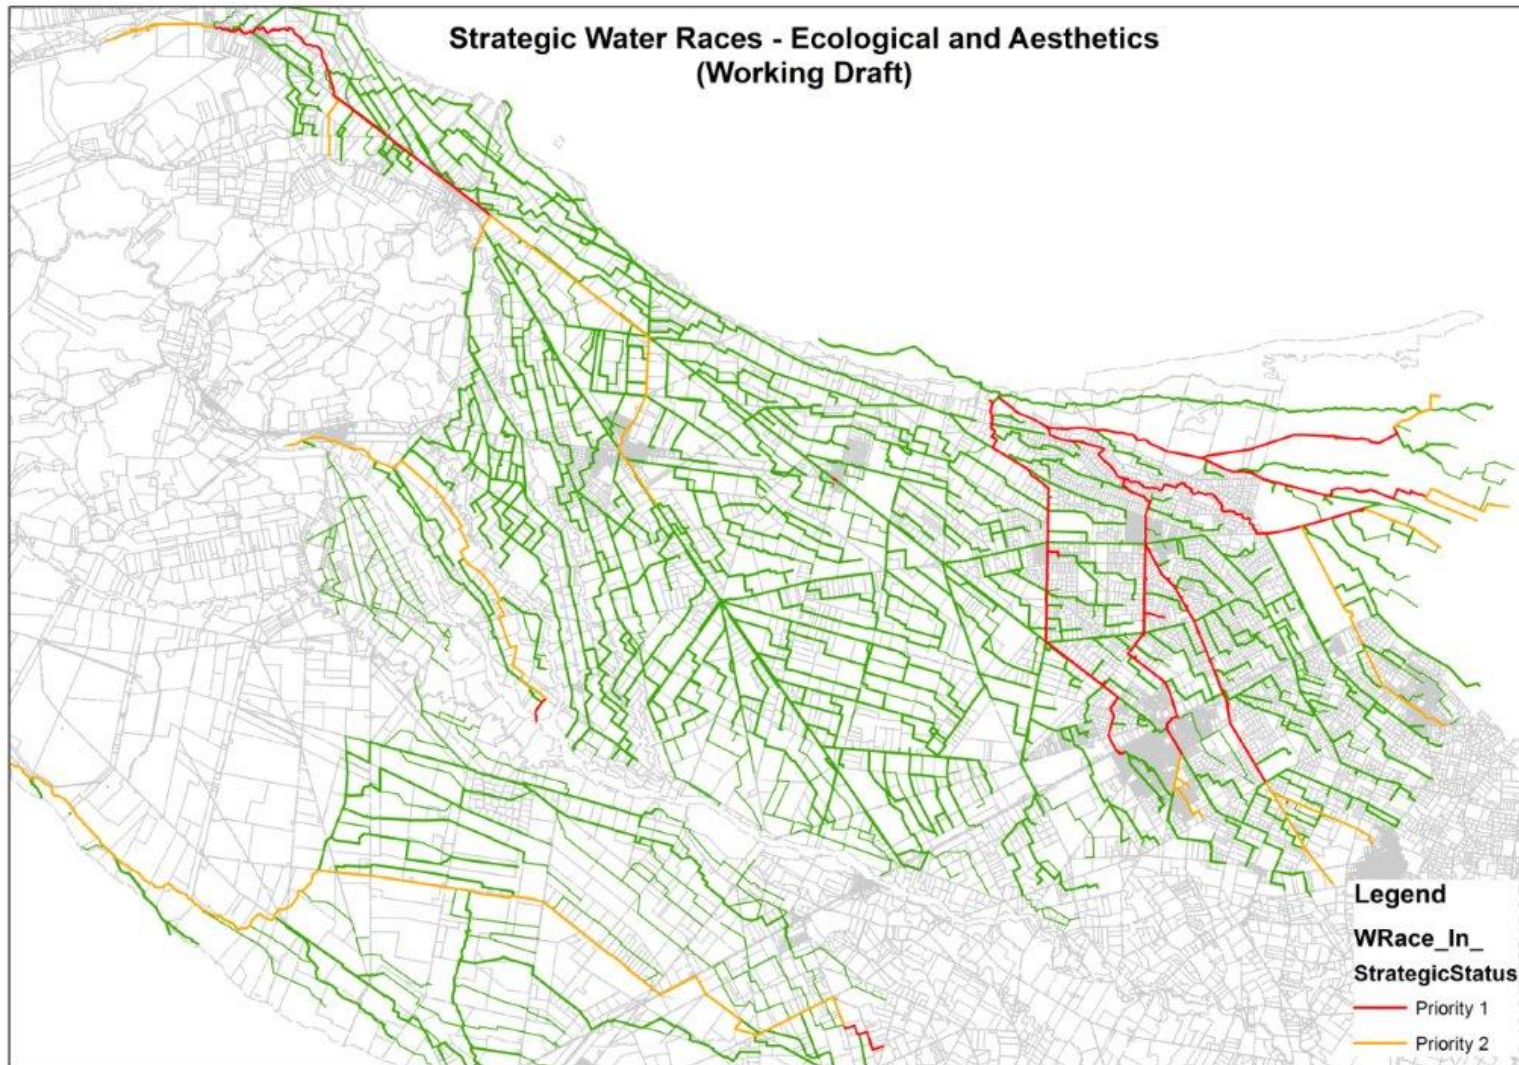 Strategic Water Races - Ecological and Aesthetics
(Working Draft)
Legend
WRace_In_
StrategicStatus
Priority 1
Priority 2